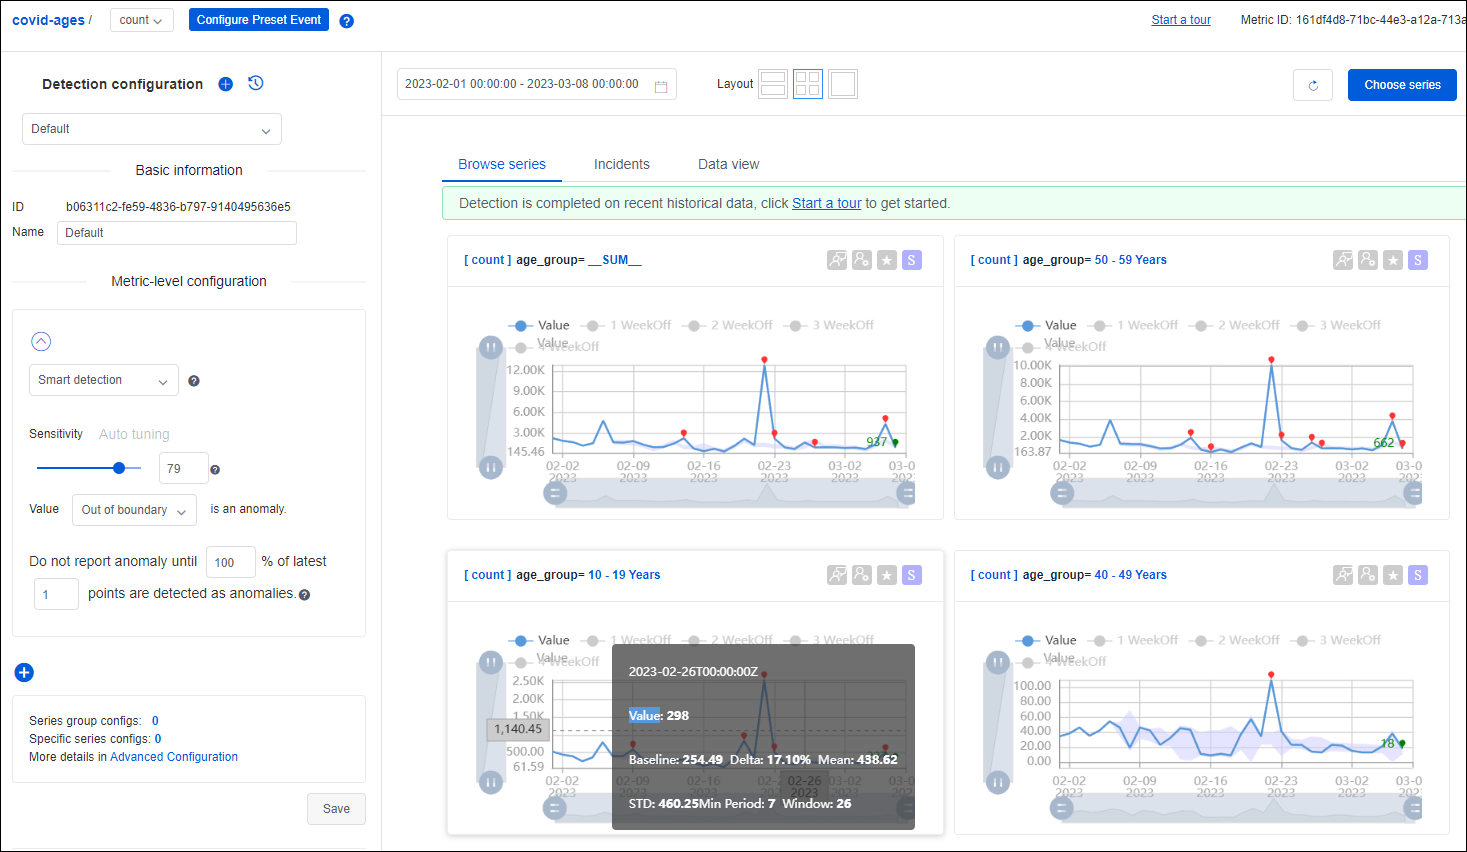 covid-ages / count Configure Preset Event ? Start a tour Metric ID: 161df4d8-71bc-44e3-a12a-713a
Detection configuration
2023-02-01 00:00:00 - 2023-03-08 00:00:00 Layout Choose series
Default
Basic information
ID b06311c2-fe59-4836-b797-9140495636e5
Name Default
Metric-level configuration
Smart detection ?
Sensitivity Auto tuning
79 ?
Value Out of boundary is an anomaly.
Do not report anomaly until 100 % of latest
1 points are detected as anomalies. ?
Series group configs: 0
Specific series configs: 0
More details in Advanced Configuration
Save
Browse series Incidents Data view
Detection is completed on recent historical data, click Start a tour to get started.
[ count ] age_group= __SUM__ S
Value 1 WeekOff 2 WeekOff 3 WeekOff
Value
4 WeekOff
12.00K
9.00K
6.00K
3.00K
145.46
937
02-02 02-09 02-16 02-23 03-02 03-0
2023 2023 2023 2023 2023 202
[ count ] age_group= 50 - 59 Years S
Value 1 WeekOff 2 WeekOff 3 WeekOff
Value
4 WeekOff
10.00K
8.00K
6.00K
4.00K
2.00K
163.87
662
02-02 02-09 02-16 02-23 03-02 03-0
2023 2023 2023 2023 2023 202
[ count ] age_group= 10 - 19 Years S
Value 1 WeekOff 2 WeekOff 3 WeekOff
Value
4 WeekOff
2.50K
2.00K
1.50K
1,140.45
500.00
61.59
02-02 02-26 03-02 03-0
2023 2023
2023-02-26T00:00:00Z
Value: 298
Baseline: 254.49 Delta: 17.10% Mean: 438.62
STD: 460.25Min Period: 7 Window: 26
[ count ] age_group= 40 - 49 Years S
Value 1 WeekOff 2 WeekOff 3 WeekOff
Value
4 WeekOff
100.00
80.00
60.00
40.00
20.00
0.00
18
02-02 02-09 02-16 02-23 03-02 03-0
2023 2023 2023 2023 2023 202